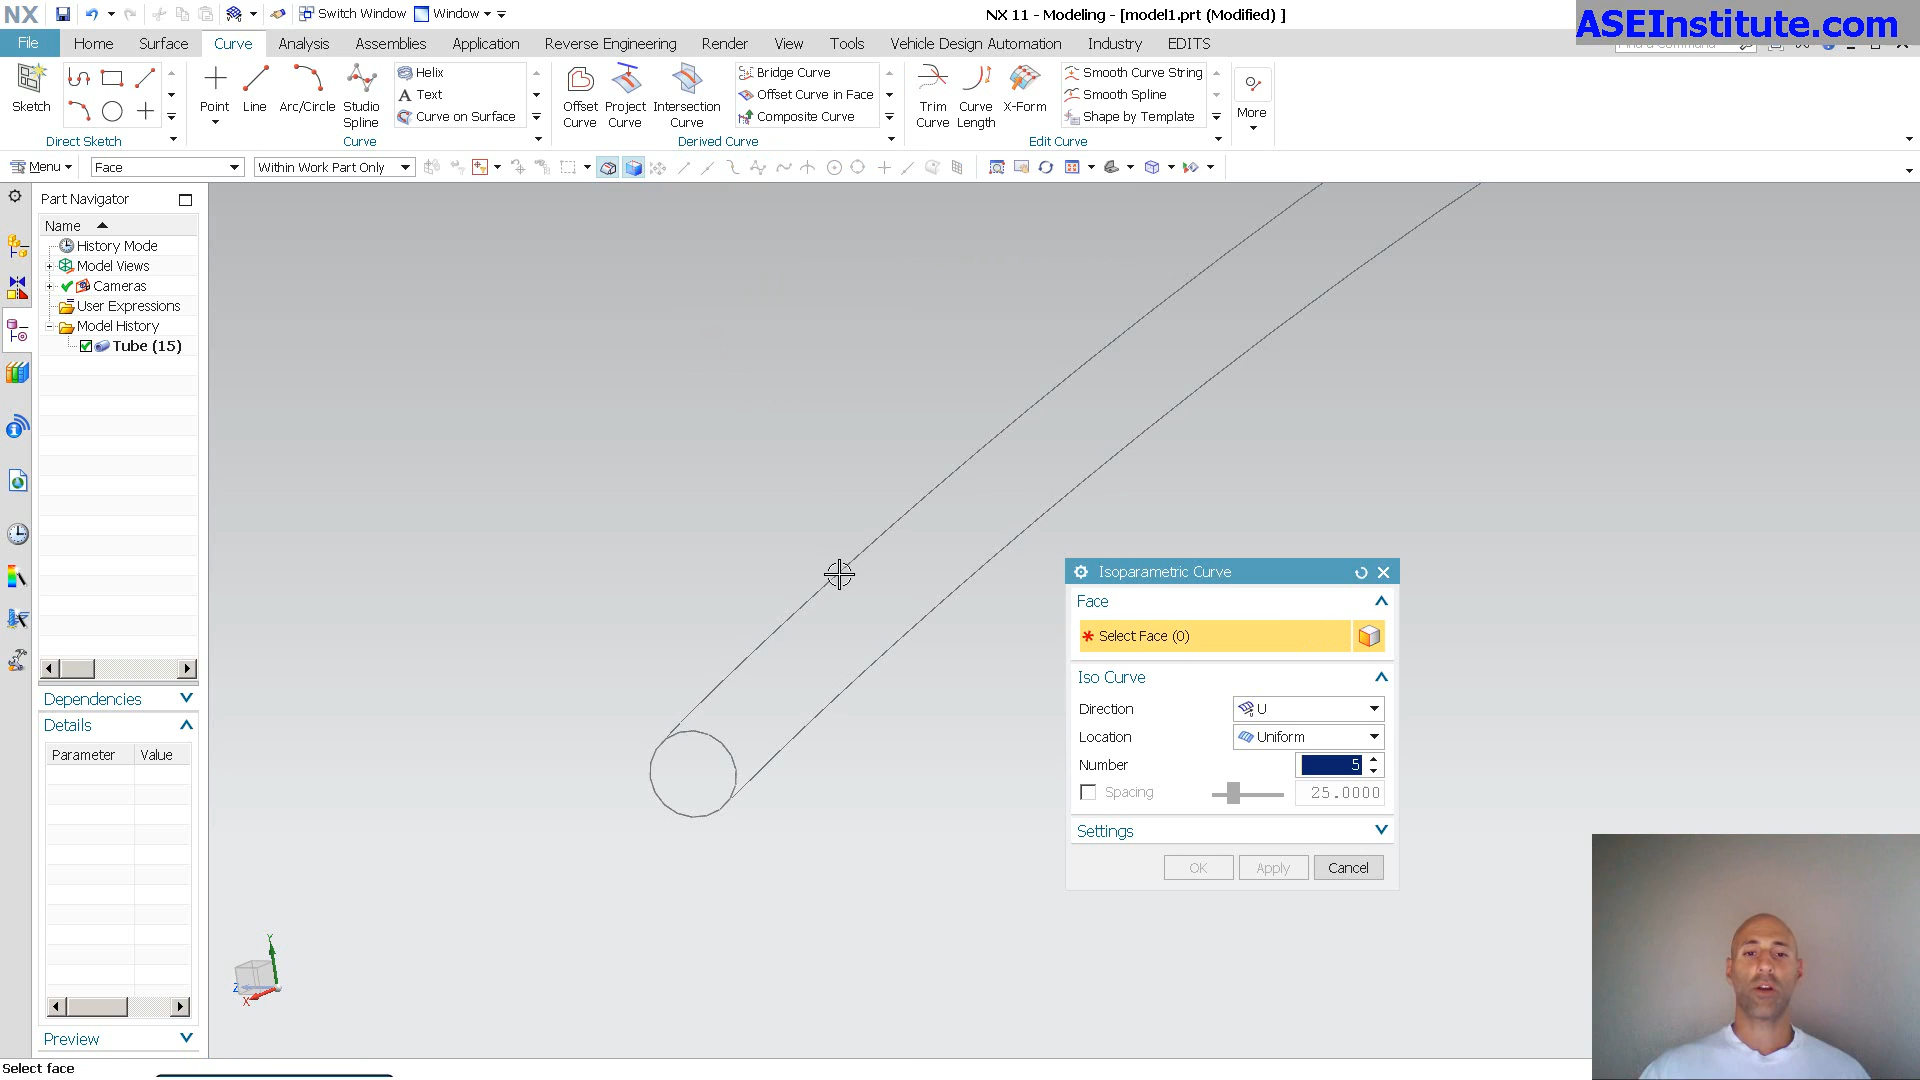 NX
Switch Window
Window
NX 11 - Modeling - [model1.prt (Modified) ]
ASEInstitute.com
File
Home
Surface
Curve
Analysis
Assemblies
Application
Reverse Engineering
Render
View
Tools
Vehicle Design Automation
Industry
EDITS
Find a Command
Sketch
Direct Sketch
Point
Line
Arc/Circle
Studio
Spline
Helix
A Text
Curve on Surface
Curve
Offset
Curve
Project
Curve
Intersection
Curve
Bridge Curve
Offset Curve in Face
Composite Curve
Derived Curve
Trim
Curve
Curve
Length
X-Form
Smooth Curve String
Smooth Spline
Shape by Template
Edit Curve
More
Menu
Face
Within Work Part Only
Part Navigator
Name
History Mode
Model Views
Cameras
User Expressions
Model History
Tube (15)
Dependencies
Details
Parameter
Value
Preview
Select face
Y
Z
X
Isoparametric Curve
Face
* Select Face (0)
Iso Curve
Direction
U
Location
Uniform
Number
5
Spacing
25.0000
Settings
OK
Apply
Cancel